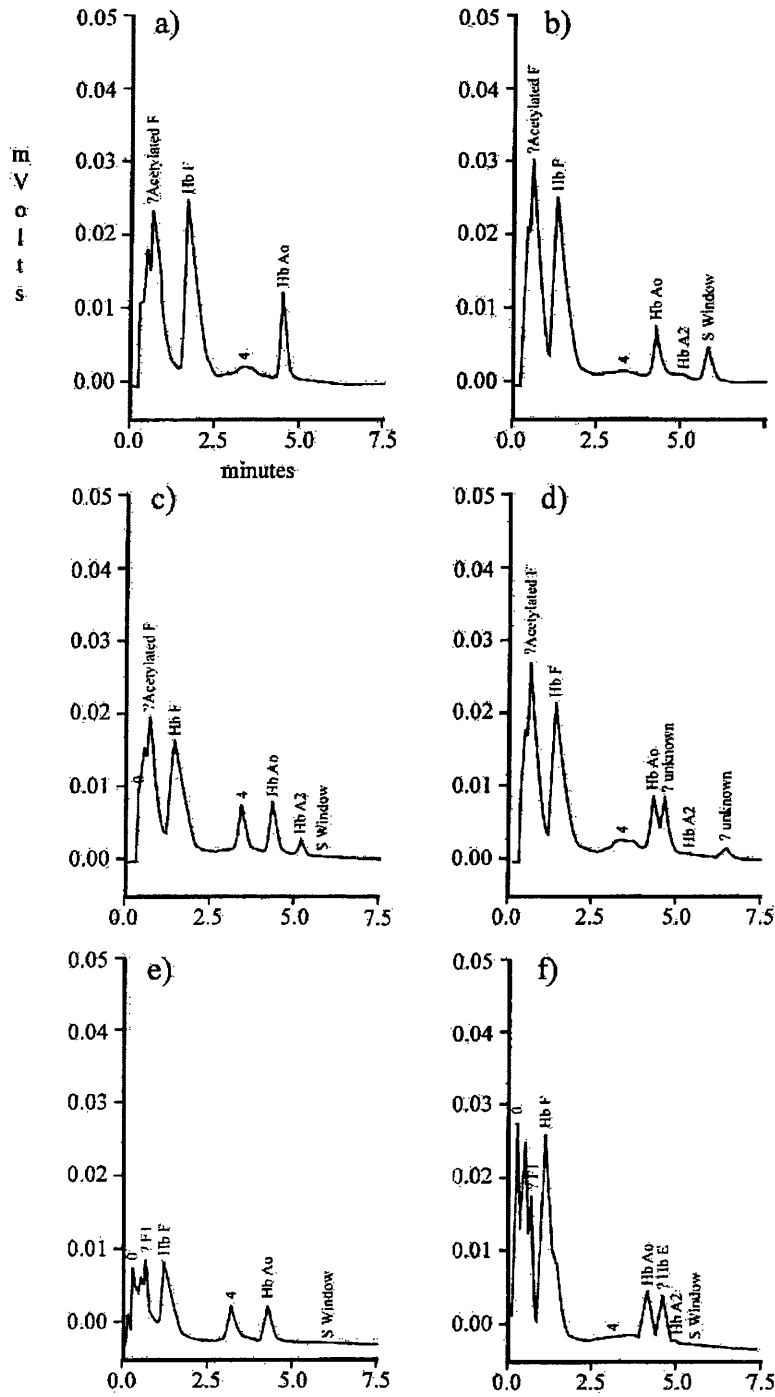 a)
0.05
0.04
0.03
0.02
0.01
0.00
mVolts
?Acetylated F
Hb F
4
Hb Ao
0.0 2.5 5.0 7.5
minutes
b)
0.05
0.04
0.03
0.02
0.01
0.00
?Acetylated F
Hb F
4
Hb Ao
Hb A2
S Window
0.0 2.5 5.0 7.5
c)
0.05
0.04
0.03
0.02
0.01
0.00
0
?Acetylated F
Hb F
4
Hb Ao
Hb A2
S Window
0.0 2.5 5.0 7.5
d)
0.05
0.04
0.03
0.02
0.01
0.00
?Acetylated F
Hb F
4
Hb Ao
? unknown
Hb A2
? unknown
0.0 2.5 5.0 7.5
e)
0.05
0.04
0.03
0.02
0.01
0.00
0
? F1
Hb F
4
Hb Ao
S Window
0.0 2.5 5.0 7.5
f)
0.05
0.04
0.03
0.02
0.01
0.00
0
? F1
Hb F
4
Hb Ao
? Hb E
Hb A2
S Window
0.0 2.5 5.0 7.5